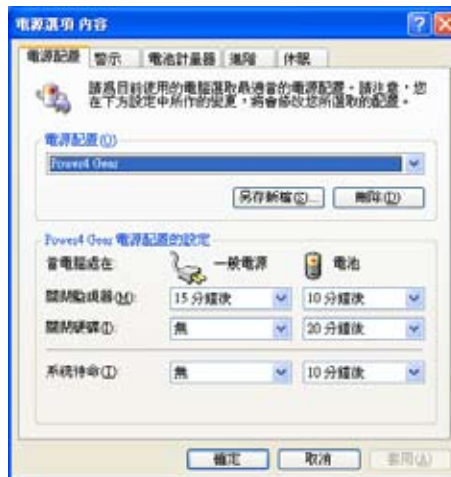 電源選項 內容
電源配置 警示 電池計量器 進階 休眠
請爲目前使用的電腦選取最適當的電源配置。請注意，您
在下方設定中所作的變更，將會修改您所選取的配置。
電源配置(O)
Power4 Gear
另存新檔(S)... 刪除(D)
Power4 Gear 電源配置的設定
當電腦處在: 一般電源 電池
關閉監視器(M): 15 分鐘後 10 分鐘後
關閉硬碟(I): 無 20 分鐘後
系統待命(T): 無 10 分鐘後
確定 取消 套用(A)